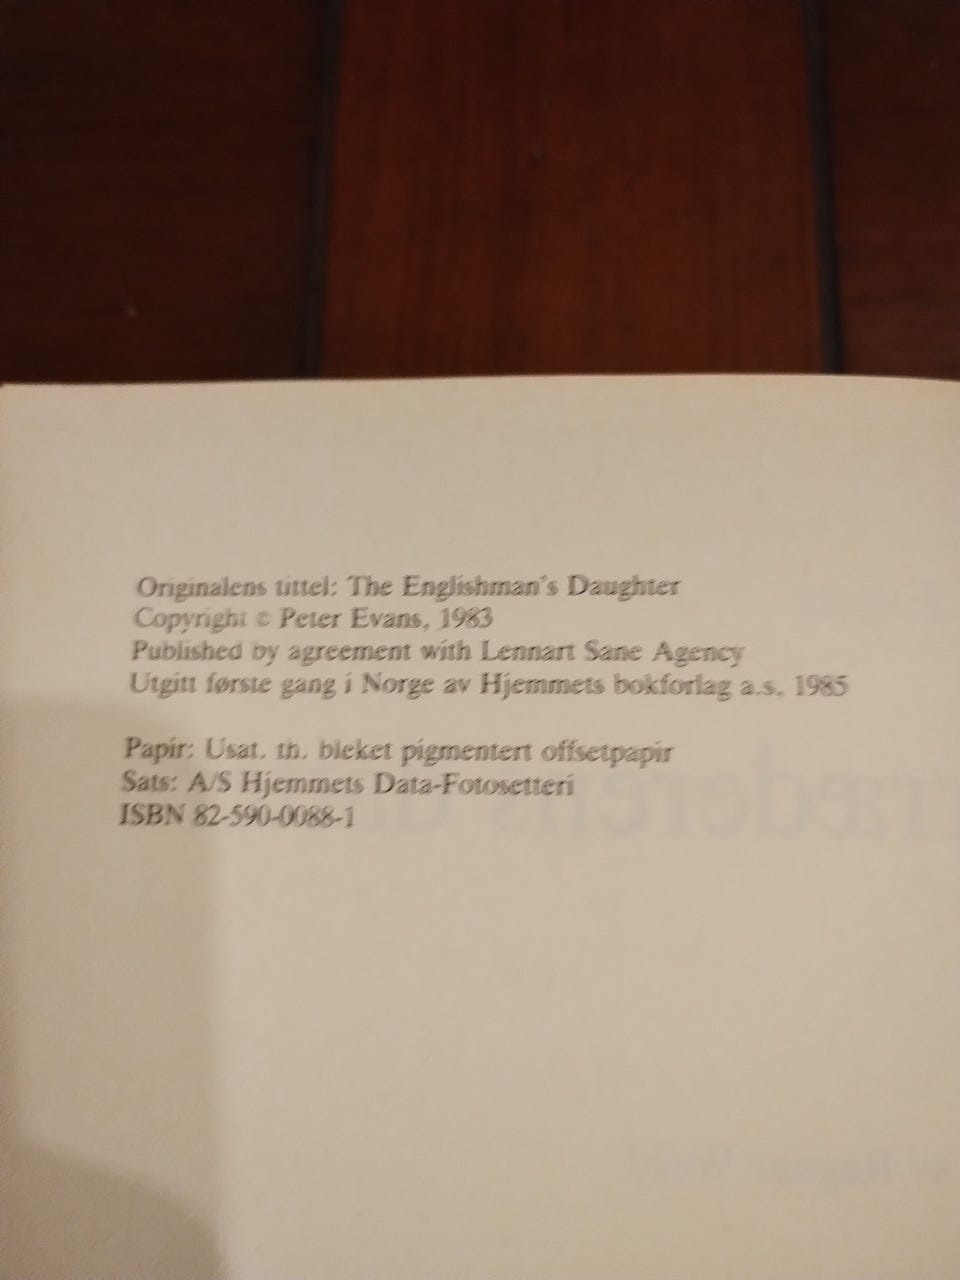 Originalens tittel: The Englishman's Daughter
Copyright © Peter Evans, 1983
Published by agreement with Lennart Sane Agency
Utgitt første gang i Norge av Hjemmets bokforlag a.s, 1985
Papir: Usat. th. bleket pigmentert offsetpapir
Sats: A/S Hjemmets Data-Fotosetteri
ISBN 82-590-0088-1